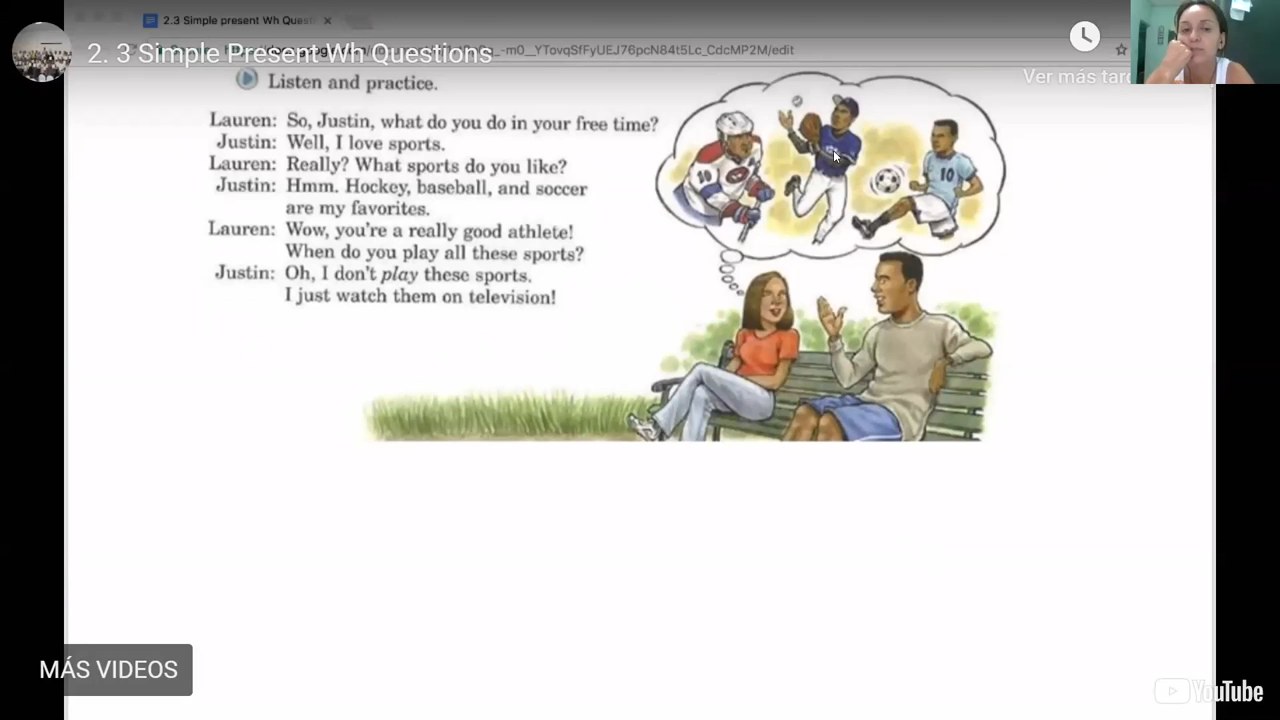 2.3 Simple present Wh Quest
2. 3 Simple Present Wh Questions
_-m0__YTovqSfFyUEJ76pcN84t5Lc_CdcMP2M/edit
Ver más tard
Listen and practice.
Lauren: So, Justin, what do you do in your free time?
Justin: Well, I love sports.
Lauren: Really? What sports do you like?
Justin: Hmm. Hockey, baseball, and soccer
are my favorites.
Lauren: Wow, you're a really good athlete!
When do you play all these sports?
Justin: Oh, I don't play these sports.
I just watch them on television!
10
10
MÁS VIDEOS
YouTube